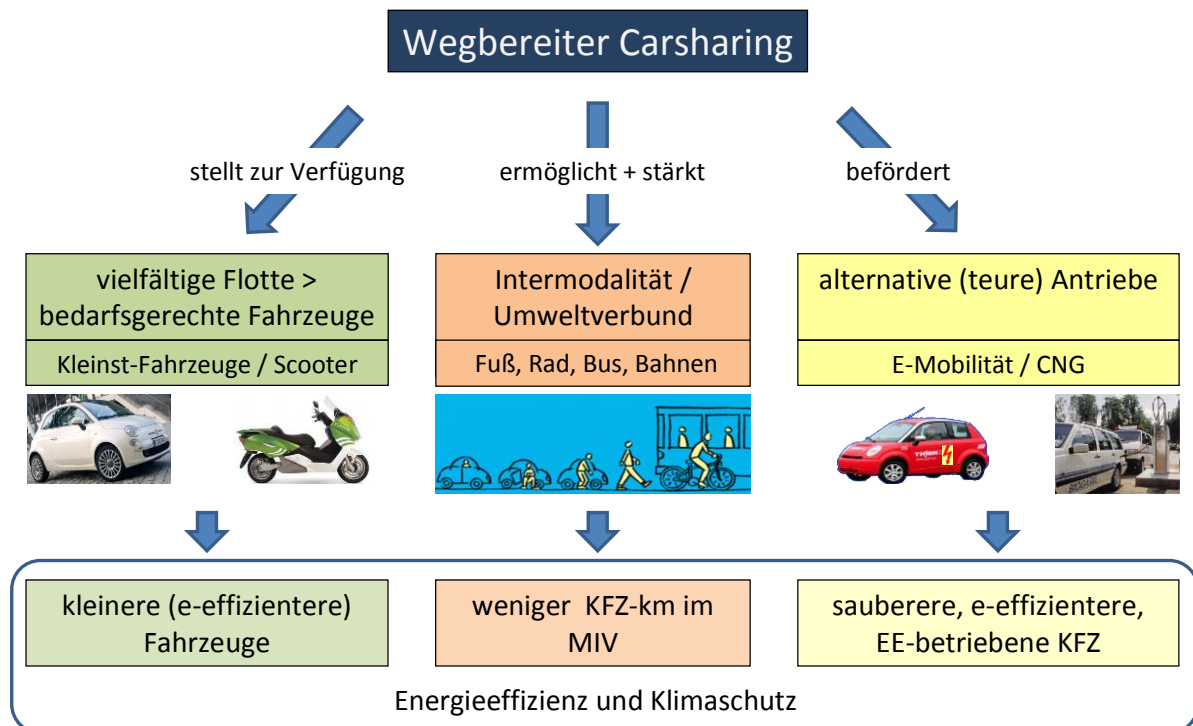 Wegbereiter Carsharing
stellt zur Verfügung
ermöglicht + stärkt
befördert
vielfältige Flotte >
bedarfsgerechte Fahrzeuge
Kleinst-Fahrzeuge / Scooter
Intermodalität /
Umweltverbund
Fuß, Rad, Bus, Bahnen
alternative (teure) Antriebe
E-Mobilität / CNG
kleinere (e-effizientere)
Fahrzeuge
weniger KFZ-km im
MIV
sauberere, e-effizientere,
EE-betriebene KFZ
Energieeffizienz und Klimaschutz